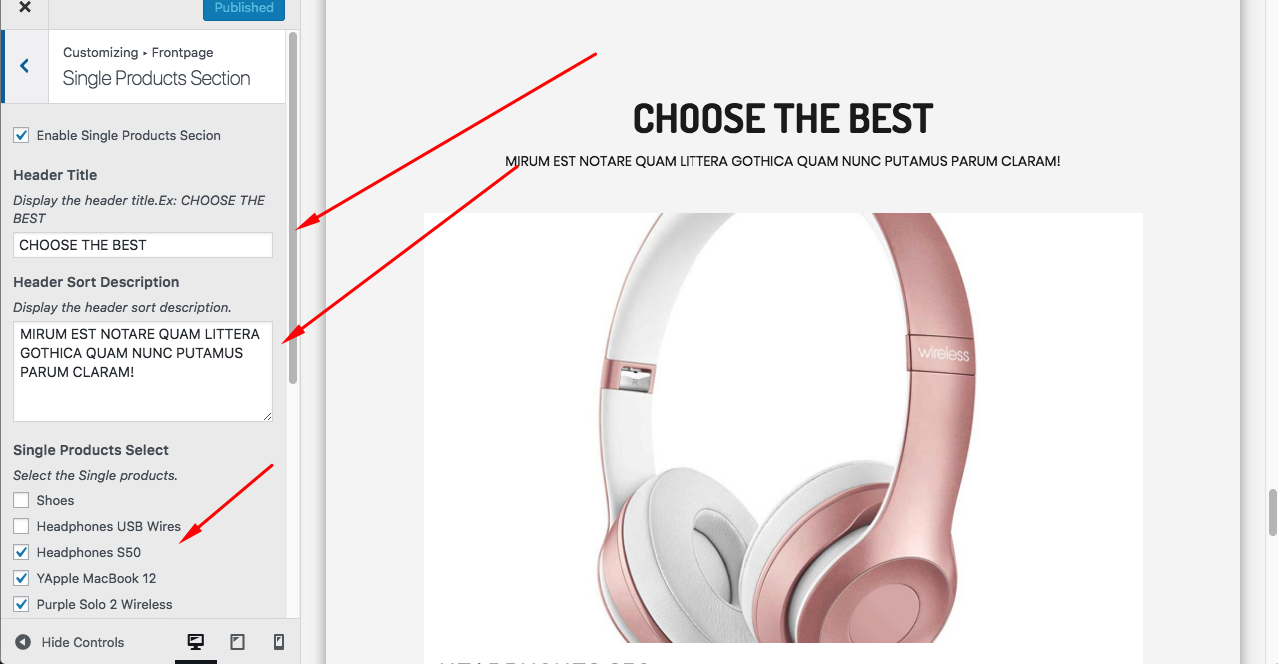 Published
Customizing ▸ Frontpage
Single Products Section
Enable Single Products Secion
Header Title
Display the header title.Ex: CHOOSE THE
BEST
CHOOSE THE BEST
Header Sort Description
Display the header sort description.
MIRUM EST NOTARE QUAM LITTERA
GOTHICA QUAM NUNC PUTAMUS
PARUM CLARAM!
Single Products Select
Select the Single products.
Shoes
Headphones USB Wires
Headphones S50
YApple MacBook 12
Purple Solo 2 Wireless
Hide Controls
CHOOSE THE BEST
MIRUM EST NOTARE QUAM LITTERA GOTHICA QUAM NUNC PUTAMUS PARUM CLARAM!
wireless